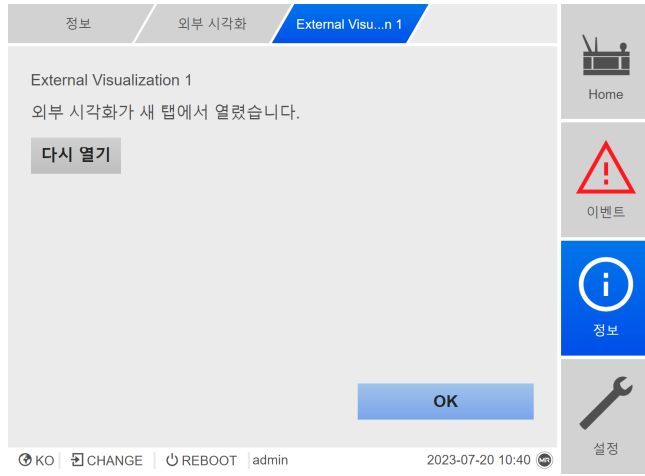 정보
외부 시각화
External Visu...n 1
External Visualization 1
외부 시각화가 새 탭에서 열렸습니다.
다시 열기
OK
Home
이벤트
정보
설정
KO
CHANGE
REBOOT
admin
2023-07-20 10:40
MR